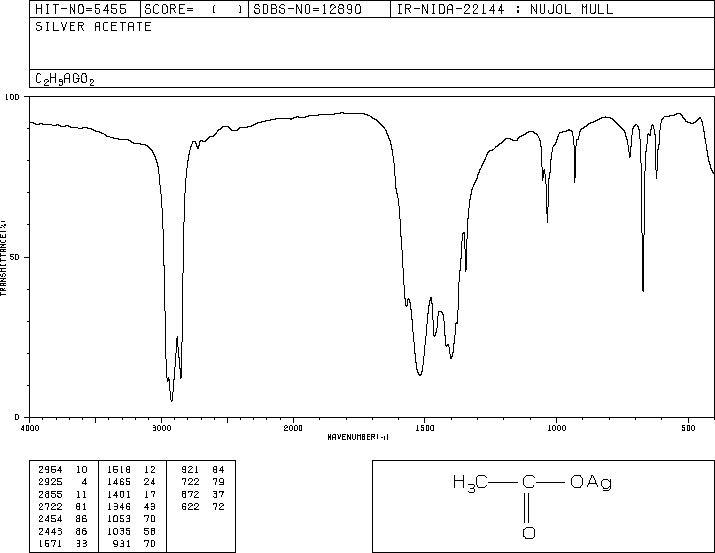 HIT-NO=5455 SCORE= ( ) SDBS-NO=12890 IR-NIDA-22144 : NUJOL MULL
SILVER ACETATE
C2H3AGO2
100
50
0
TRANSMITTANCE(%)
4000 3000 2000 1500 1000 500
WAVENUMBER(-1)
2954 10 1518 12 921 84
2925 4 1465 24 722 79
2855 11 1401 17 672 37
2722 81 1346 43 622 72
2454 86 1053 70
2443 86 1035 58
1571 33 931 70
H3C C OAg
O